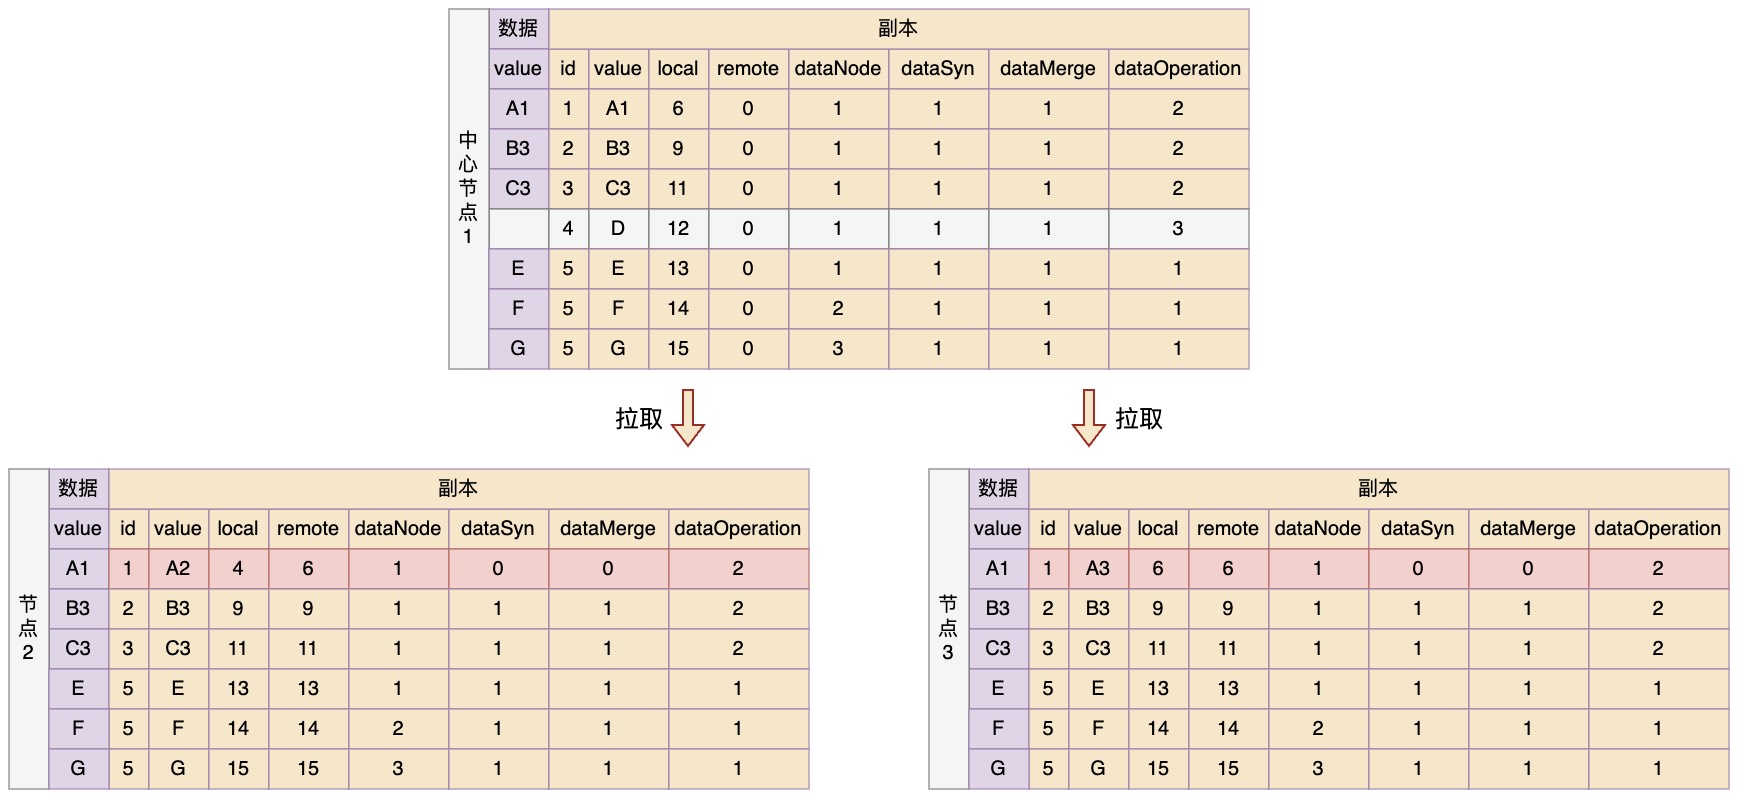 中心节点1
数据 副本
value id value local remote dataNode dataSyn dataMerge dataOperation
A1 1 A1 6 0 1 1 1 2
B3 2 B3 9 0 1 1 1 2
C3 3 C3 11 0 1 1 1 2
4 D 12 0 1 1 1 3
E 5 E 13 0 1 1 1 1
F 5 F 14 0 2 1 1 1
G 5 G 15 0 3 1 1 1
拉取
拉取
节点2
数据 副本
value id value local remote dataNode dataSyn dataMerge dataOperation
A1 1 A2 4 6 1 0 0 2
B3 2 B3 9 9 1 1 1 2
C3 3 C3 11 11 1 1 1 2
E 5 E 13 13 1 1 1 1
F 5 F 14 14 2 1 1 1
G 5 G 15 15 3 1 1 1
节点3
数据 副本
value id value local remote dataNode dataSyn dataMerge dataOperation
A1 1 A3 6 6 1 0 0 2
B3 2 B3 9 9 1 1 1 2
C3 3 C3 11 11 1 1 1 2
E 5 E 13 13 1 1 1 1
F 5 F 14 14 2 1 1 1
G 5 G 15 15 3 1 1 1